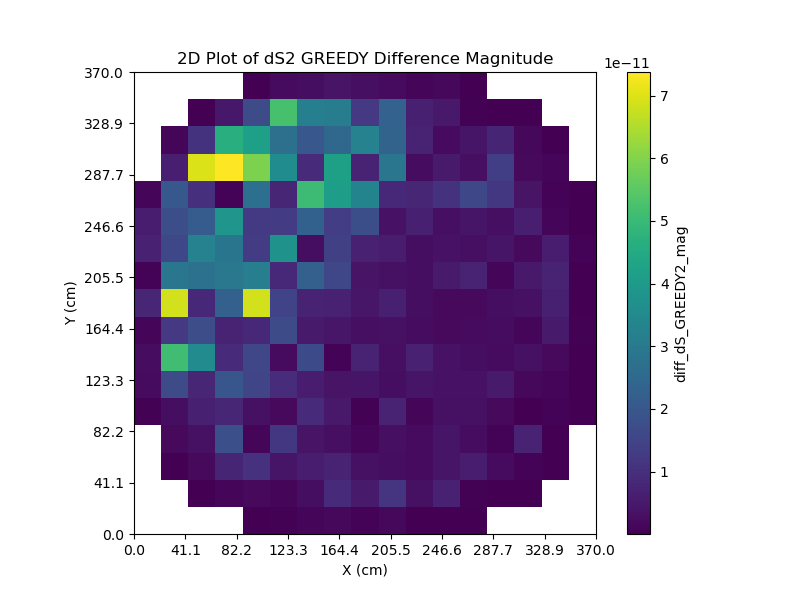 2D Plot of dS2 GREEDY Difference Magnitude
1e−11
370.0
328.9
287.7
246.6
205.5
164.4
123.3
82.2
41.1
0.0
Y (cm)
0.0 41.1 82.2 123.3 164.4 205.5 246.6 287.7 328.9 370.0
X (cm)
7
6
5
4
3
2
1
diff_dS_GREEDY2_mag